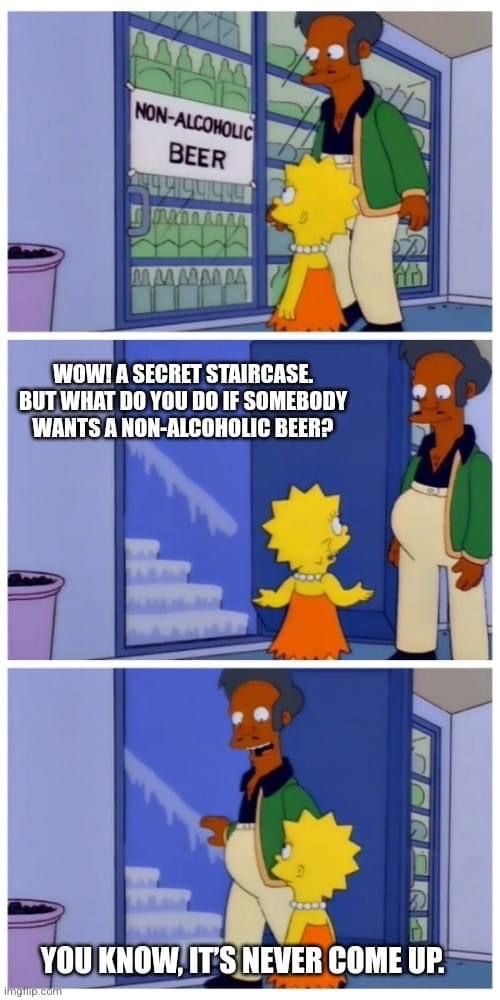 NON-ALCOHOLIC
BEER
WOW! A SECRET STAIRCASE.
BUT WHAT DO YOU DO IF SOMEBODY
WANTS A NON-ALCOHOLIC BEER?
YOU KNOW, IT'S NEVER COME UP.
imgflip.com